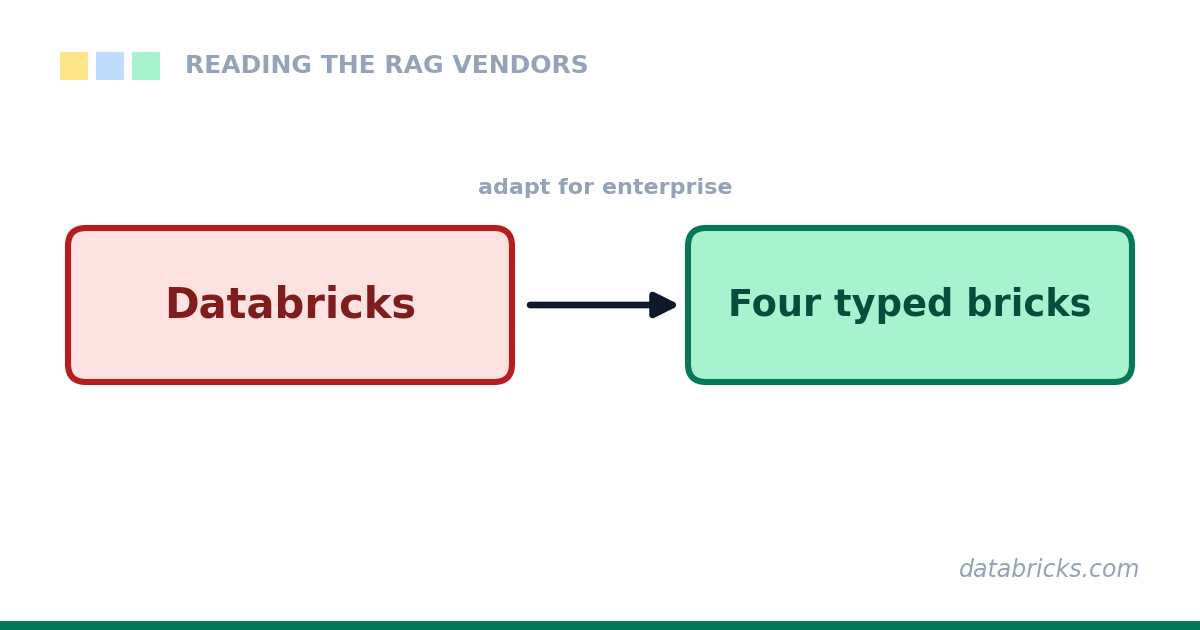 READING THE RAG VENDORS
adapt for enterprise
Databricks
Four typed bricks
databricks.com